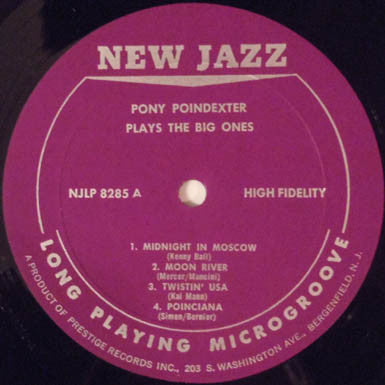 NEW JAZZ
PONY POINDEXTER
PLAYS THE BIG ONES
NJLP 8285 A
HIGH FIDELITY
1. MIDNIGHT IN MOSCOW
(Kenny Ball)
2. MOON RIVER
(Mercer/Mancini)
3. TWISTIN' USA
(Kal Mann)
4. POINCIANA
(Simon/Bernier)
LONG PLAYING MICROGROOVE
A PRODUCT OF PRESTIGE RECORDS INC., 203 S. WASHINGTON AVE., BERGENFIELD, N. J.